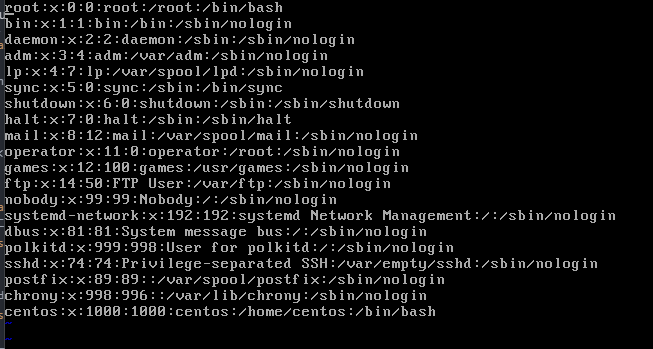 root:x:0:0:root:/root:/bin/bash
bin:x:1:1:bin:/bin:/sbin/nologin
daemon:x:2:2:daemon:/sbin:/sbin/nologin
adm:x:3:4:adm:/var/adm:/sbin/nologin
lp:x:4:7:lp:/var/spool/lpd:/sbin/nologin
sync:x:5:0:sync:/sbin:/bin/sync
shutdown:x:6:0:shutdown:/sbin:/sbin/shutdown
halt:x:7:0:halt:/sbin:/sbin/halt
mail:x:8:12:mail:/var/spool/mail:/sbin/nologin
operator:x:11:0:operator:/root:/sbin/nologin
games:x:12:100:games:/usr/games:/sbin/nologin
ftp:x:14:50:FTP User:/var/ftp:/sbin/nologin
nobody:x:99:99:Nobody:/:/sbin/nologin
systemd-network:x:192:192:systemd Network Management:/:/sbin/nologin
dbus:x:81:81:System message bus:/:/sbin/nologin
polkitd:x:999:998:User for polkitd:/:/sbin/nologin
sshd:x:74:74:Privilege-separated SSH:/var/empty/sshd:/sbin/nologin
postfix:x:89:89::/var/spool/postfix:/sbin/nologin
chrony:x:998:996::/var/lib/chrony:/sbin/nologin
centos:x:1000:1000:centos:/home/centos:/bin/bash
~
~